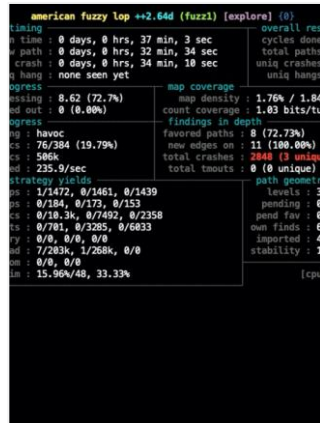 american fuzzy lop ++2.64d (fuzz1) [explore] {0}
timing overall res
n time : 0 days, 0 hrs, 37 min, 3 sec cycles done
w path : 0 days, 0 hrs, 32 min, 34 sec total paths
crash : 0 days, 0 hrs, 34 min, 10 sec uniq crashes
q hang : none seen yet uniq hangs
ogress map coverage
essing : 8.62 (72.7%) map density : 1.76% / 1.84
ed out : 0 (0.00%) count coverage : 1.03 bits/tu
ogress findings in depth
ng : havoc favored paths : 8 (72.73%)
cs : 76/384 (19.79%) new edges on : 11 (100.00%)
cs : 506k total crashes : 2848 (3 uniqu
ed : 235.9/sec total tmouts : 0 (0 unique)
strategy yields path geometr
ps : 1/1472, 0/1461, 0/1439 levels : 3
ps : 0/184, 0/173, 0/153 pending : 0
cs : 0/10.3k, 0/7492, 0/2358 pend fav : 0
ts : 0/701, 0/3285, 0/6033 own finds : 6
ry : 0/0, 0/0, 0/0 imported : 4
ed : 7/203k, 1/268k, 0/0 stability : 1
om : 0/0, 0/0
im : 15.96%/48, 33.33% [cpu